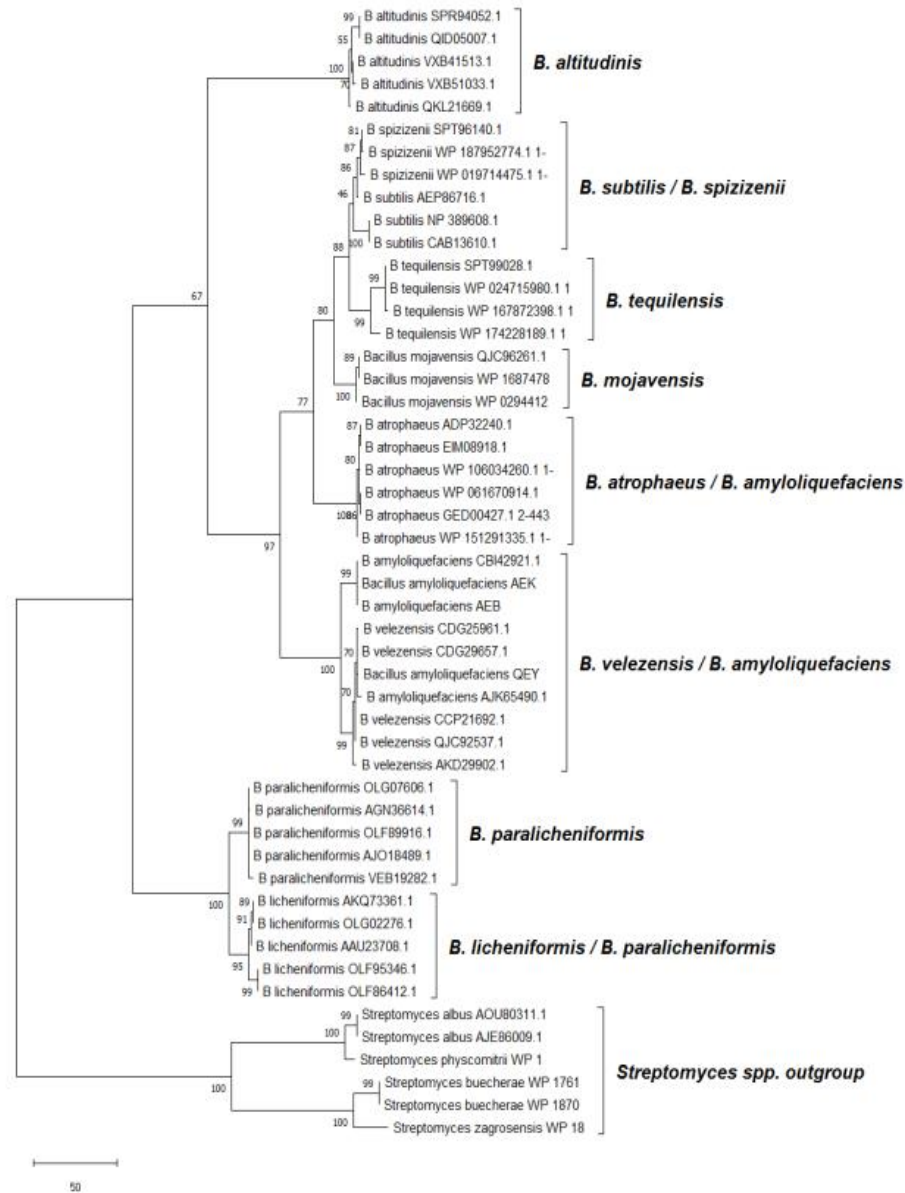 99 B altitudinis SPR94052.1
55 B altitudinis QID05007.1
B altitudinis VXB41513.1
100
70 B altitudinis VXB51033.1
B altitudinis QKL21669.1
B. altitudinis
81 B spizizenii SPT96140.1
87 B spizizenii WP 187952774.1 1-
86 B spizizenii WP 019714475.1 1-
46 B subtilis AEP86716.1
B subtilis NP 389608.1
100 B subtilis CAB13610.1
B. subtilis / B. spizizenii
88
B tequilensis SPT99028.1
99 B tequilensis WP 024715980.1 1
B tequilensis WP 167872398.1 1
99 B tequilensis WP 174228189.1 1
B. tequilensis
67
80
89 Bacillus mojavensis QJC96261.1
Bacillus mojavensis WP 1687478
100 Bacillus mojavensis WP 0294412
B. mojavensis
77
87 B atrophaeus ADP32240.1
B atrophaeus EIM08918.1
80 B atrophaeus WP 106034260.1 1-
B atrophaeus WP 061670914.1
B atrophaeus GED00427.1 2-443
B atrophaeus WP 151291335.1 1-
B. atrophaeus / B. amyloliquefaciens
97
B amyloliquefaciens CBI42921.1
99 Bacillus amyloliquefaciens AEK
B amyloliquefaciens AEB
B velezensis CDG25961.1
70 B velezensis CDG29657.1
100 Bacillus amyloliquefaciens QEY
70 B amyloliquefaciens AJK65490.1
B velezensis CCP21692.1
99 B velezensis QJC92537.1
B velezensis AKD29902.1
B. velezensis / B. amyloliquefaciens
B paralicheniformis OLG07606.1
B paralicheniformis AGN36614.1
99 B paralicheniformis OLF89916.1
B paralicheniformis AJO18489.1
B paralicheniformis VEB19282.1
B. paralicheniformis
100
89 B licheniformis AKQ73361.1
91 B licheniformis OLG02276.1
B licheniformis AAU23708.1
95 B licheniformis OLF95346.1
99 B licheniformis OLF86412.1
B. licheniformis / B. paralicheniformis
99 Streptomyces albus AOU80311.1
100 Streptomyces albus AJE86009.1
Streptomyces physcomitrii WP 1
99 Streptomyces buecherae WP 1761
100 Streptomyces buecherae WP 1870
100 Streptomyces zagrosensis WP 18
Streptomyces spp. outgroup
50